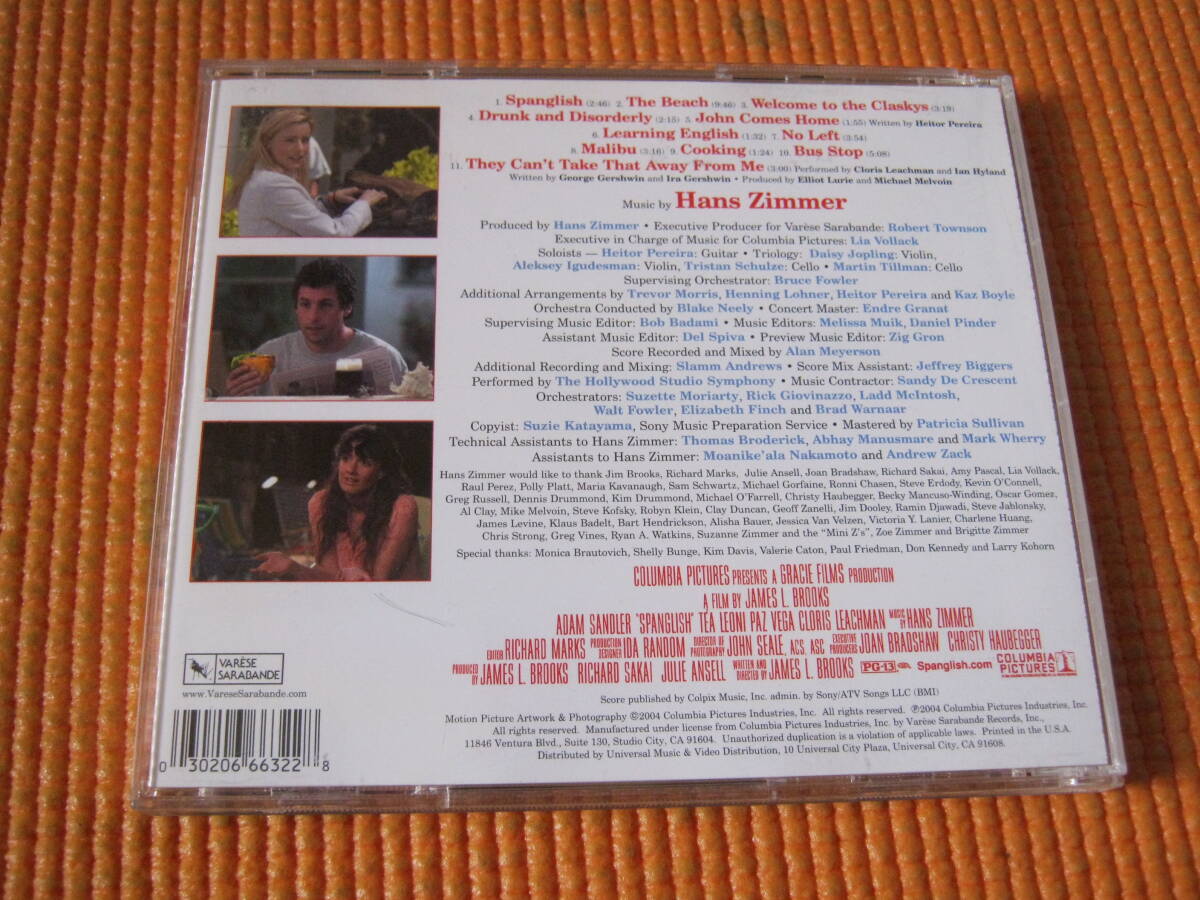 1. Spanglish (2:46) 2. The Beach (9:46) 3. Welcome to the Claskys (3:19)
4. Drunk and Disorderly (2:15) 5. John Comes Home (1:55) Written by Heitor Pereira
6. Learning English (1:32) 7. No Left (3:54)
8. Malibu (3:16) 9. Cooking (1:24) 10. Bus Stop (5:08)
11. They Can't Take That Away From Me (3:00) Performed by Cloris Leachman and Ian Hyland
Written by George Gershwin and Ira Gershwin • Produced by Elliot Lurie and Michael Melvoin
Music by Hans Zimmer
Produced by Hans Zimmer • Executive Producer for Varèse Sarabande: Robert Townson
Executive in Charge of Music for Columbia Pictures: Lia Vollack
Soloists — Heitor Pereira: Guitar • Triology: Daisy Jopling: Violin,
Aleksey Igudesman: Violin, Tristan Schulze: Cello • Martin Tillman: Cello
Supervising Orchestrator: Bruce Fowler
Additional Arrangements by Trevor Morris, Henning Lohner, Heitor Pereira and Kaz Boyle
Orchestra Conducted by Blake Neely • Concert Master: Endre Granat
Supervising Music Editor: Bob Badami • Music Editors: Melissa Muik, Daniel Pinder
Assistant Music Editor: Del Spiva • Preview Music Editor: Zig Gron
Score Recorded and Mixed by Alan Meyerson
Additional Recording and Mixing: Slamm Andrews • Score Mix Assistant: Jeffrey Biggers
Performed by The Hollywood Studio Symphony • Music Contractor: Sandy De Crescent
Orchestrators: Suzette Moriarty, Rick Giovinazzo, Ladd McIntosh,
Walt Fowler, Elizabeth Finch and Brad Warnaar
Copyist: Suzie Katayama, Sony Music Preparation Service • Mastered by Patricia Sullivan
Technical Assistants to Hans Zimmer: Thomas Broderick, Abhay Manusmare and Mark Wherry
Assistants to Hans Zimmer: Moanike'ala Nakamoto and Andrew Zack
Hans Zimmer would like to thank Jim Brooks, Richard Marks, Julie Ansell, Joan Bradshaw, Richard Sakai, Amy Pascal, Lia Vollack,
Raul Perez, Polly Platt, Maria Kavanaugh, Sam Schwartz, Michael Gorfaine, Ronni Chasen, Steve Erdody, Kevin O'Connell,
Greg Russell, Dennis Drummond, Kim Drummond, Michael O'Farrell, Christy Haubegger, Becky Mancuso-Winding, Oscar Gomez,
Al Clay, Mike Melvoin, Steve Kofsky, Robyn Klein, Clay Duncan, Geoff Zanelli, Jim Dooley, Ramin Djawadi, Steve Jablonsky,
James Levine, Klaus Badelt, Bart Hendrickson, Alisha Bauer, Jessica Van Velzen, Victoria Y. Lanier, Charlene Huang,
Chris Strong, Greg Vines, Ryan A. Watkins, Suzanne Zimmer and the "Mini Z's", Zoe Zimmer and Brigitte Zimmer
Special thanks: Monica Brautovich, Shelly Bunge, Kim Davis, Valerie Caton, Paul Friedman, Don Kennedy and Larry Kohorn
COLUMBIA PICTURES PRESENTS A GRACIE FILMS PRODUCTION
A FILM BY JAMES L. BROOKS
ADAM SANDLER "SPANGLISH" TÉA LEONI PAZ VEGA CLORIS LEACHMAN MUSIC BY HANS ZIMMER
EDITOR RICHARD MARKS PRODUCTION DESIGNER IDA RANDOM DIRECTOR OF PHOTOGRAPHY JOHN SEALE, ACS, ASC EXECUTIVE PRODUCERS JOAN BRADSHAW CHRISTY HAUBEGGER
PRODUCED BY JAMES L. BROOKS RICHARD SAKAI JULIE ANSELL WRITTEN AND DIRECTED BY JAMES L. BROOKS PG-13 Spanglish.com COLUMBIA PICTURES
VARÈSE SARABANDE
www.VareseSarabande.com
Score published by Colpix Music, Inc. admin. by Sony/ATV Songs LLC (BMI)
Motion Picture Artwork & Photography ©2004 Columbia Pictures Industries, Inc. All rights reserved. ℗2004 Columbia Pictures Industries, Inc.
All rights reserved. Manufactured under license from Columbia Pictures Industries, Inc. by Varèse Sarabande Records, Inc.,
11846 Ventura Blvd., Suite 130, Studio City, CA 91604. Unauthorized duplication is a violation of applicable laws. Printed in the U.S.A.
Distributed by Universal Music & Video Distribution, 10 Universal City Plaza, Universal City, CA 91608.
0 30206 66322 8